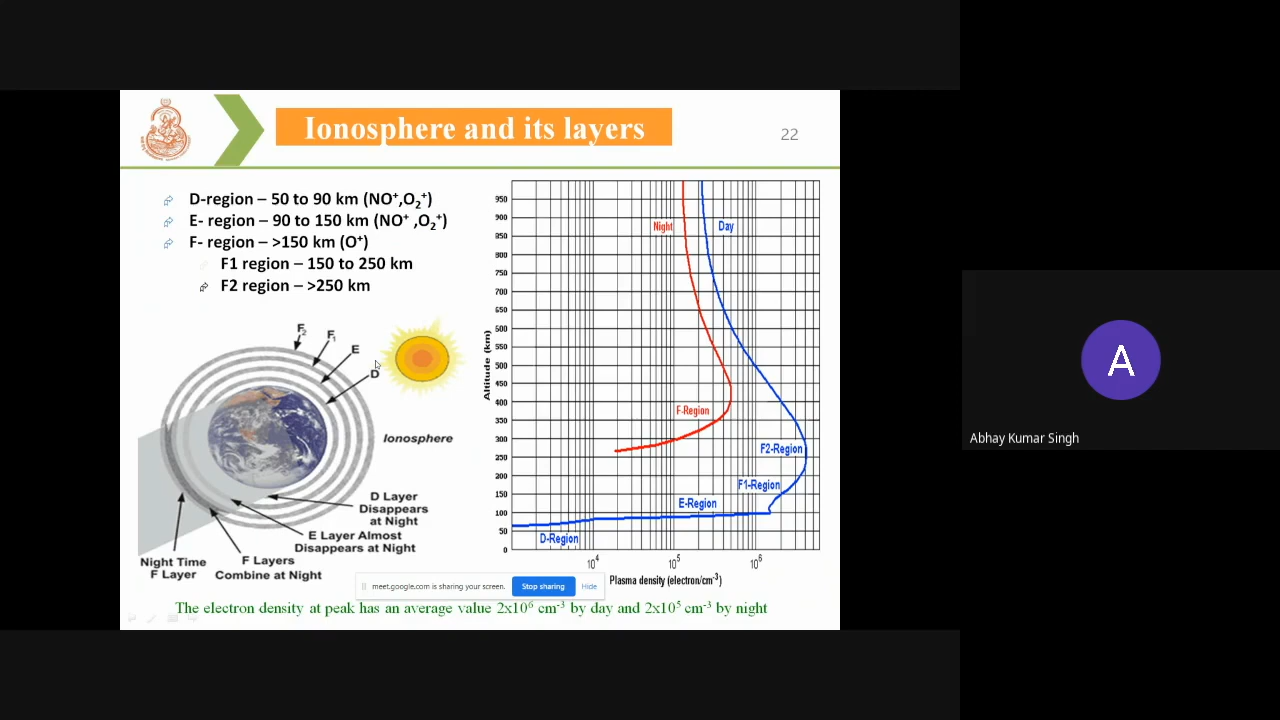 Ionosphere and its layers
22
D-region – 50 to 90 km (NO⁺,O₂⁺)
E- region – 90 to 150 km (NO⁺ ,O₂⁺)
F- region – >150 km (O⁺)
F1 region – 150 to 250 km
F2 region – >250 km
F₂
F₁
E
D
Ionosphere
D Layer
Disappears
at Night
E Layer Almost
Disappears at Night
Night Time
F Layer
F Layers
Combine at Night
Altitude (km)
950
900
850
800
750
700
650
600
550
500
450
400
350
300
250
200
150
100
50
0
Night
Day
F-Region
F2-Region
F1-Region
E-Region
D-Region
10⁴
10⁵
10⁶
Plasma density (electron/cm⁻³)
meet.google.com is sharing your screen.
Stop sharing
Hide
The electron density at peak has an average value 2x10⁶ cm⁻³ by day and 2x10⁵ cm⁻³ by night
A
Abhay Kumar Singh